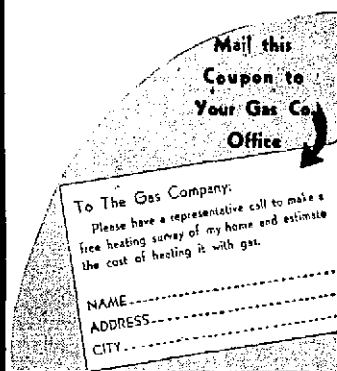 Mail this
Coupon to
Your Gas Co.
Office
To The Gas Company:
Please have a representative call to make a
free heating survey of my home and estimate
the cost of heating it with gas.
NAME
ADDRESS
CITY